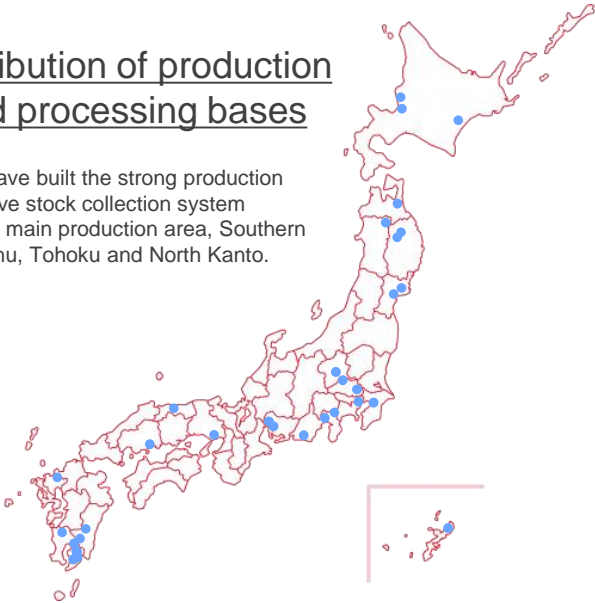 ibution of production
d processing bases
ave built the strong production
ve stock collection system
main production area, Southern
hu, Tohoku and North Kanto.